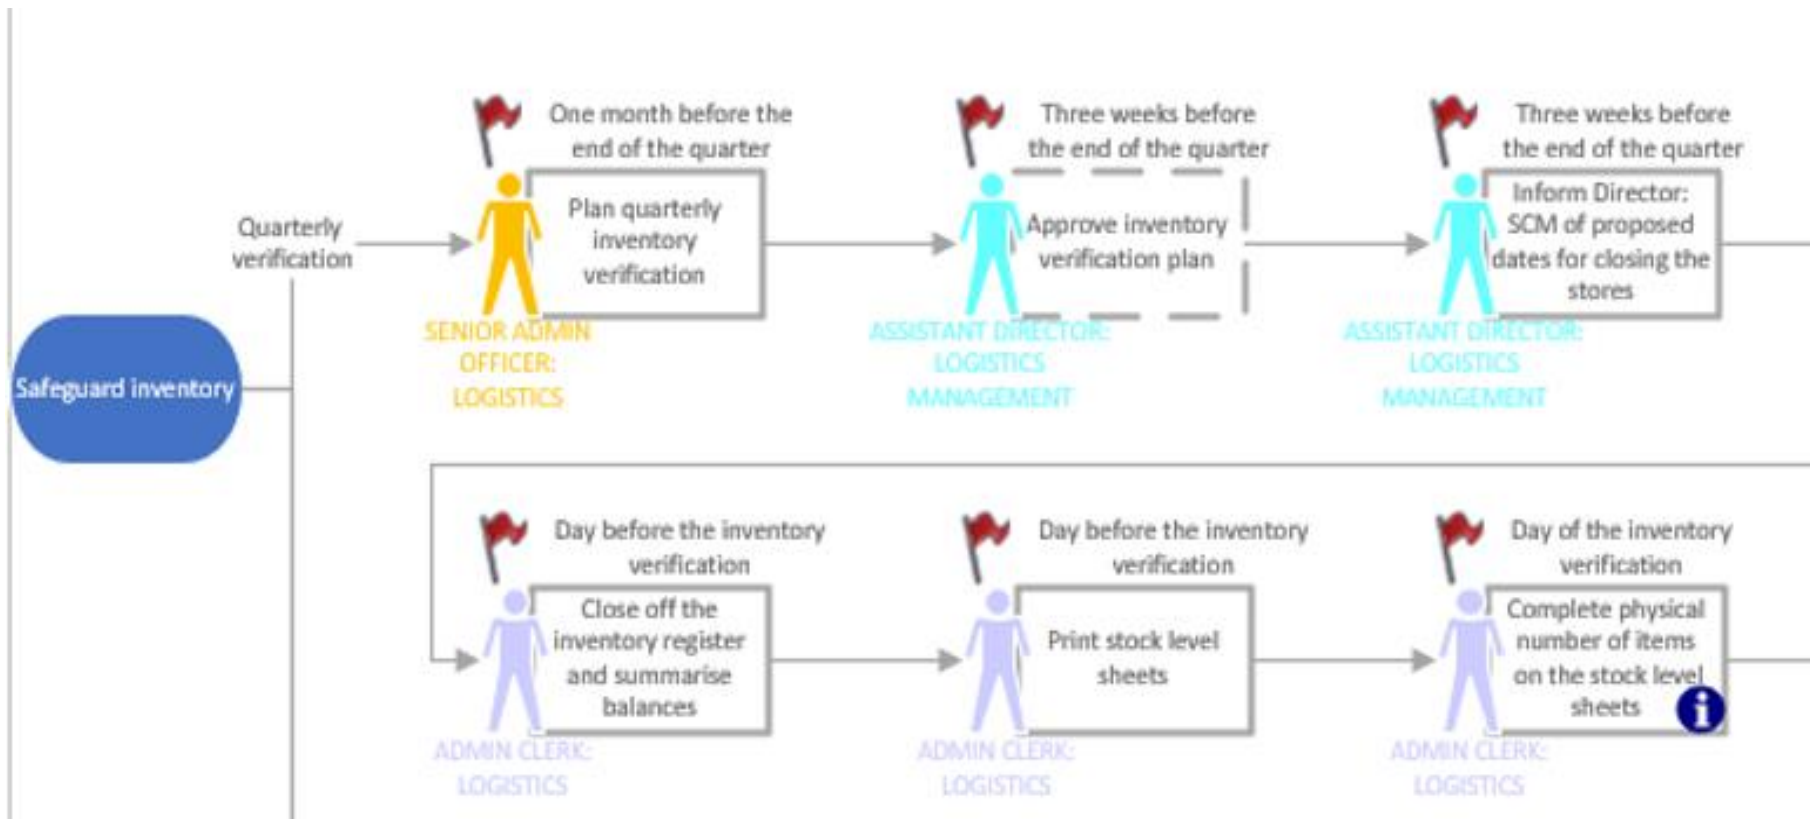 One month before the
end of the quarter
Three weeks before
the end of the quarter
Three weeks before
the end of the quarter
Quarterly
verification
Plan quarterly
inventory
verification
Approve inventory
verification plan
Inform Director:
SCM of proposed
dates for closing the
stores
SENIOR ADMIN
OFFICER:
LOGISTICS
ASSISTANT DIRECTOR:
LOGISTICS
MANAGEMENT
ASSISTANT DIRECTOR:
LOGISTICS
MANAGEMENT
Safeguard inventory
Day before the inventory
verification
Day before the inventory
verification
Day of the inventory
verification
Close off the
inventory register
and summarise
balances
Print stock level
sheets
Complete physical
number of items
on the stock level
sheets
i
ADMIN CLERK:
LOGISTICS
ADMIN CLERK:
LOGISTICS
ADMIN CLERK:
LOGISTICS